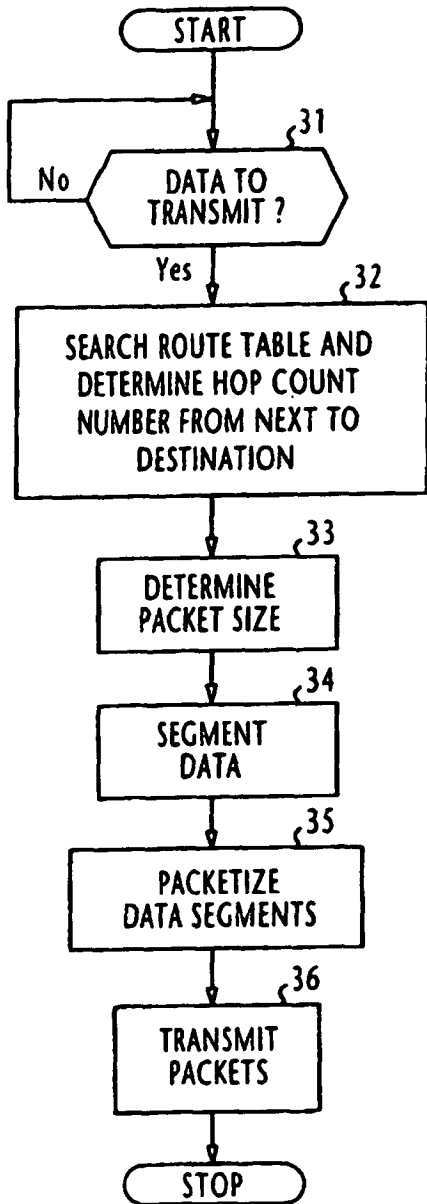 START
31
No
DATA TO
TRANSMIT ?
Yes
32
SEARCH ROUTE TABLE AND
DETERMINE HOP COUNT
NUMBER FROM NEXT TO
DESTINATION
33
DETERMINE
PACKET SIZE
34
SEGMENT
DATA
35
PACKETIZE
DATA SEGMENTS
36
TRANSMIT
PACKETS
STOP